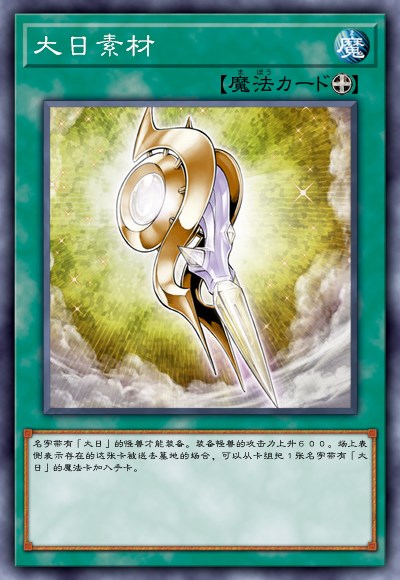 大日素材
魔
【魔法カード】
まほう
名字带有「大日」的怪兽才能装备。装备怪兽的攻击力上升６００。场上表
侧表示存在的这张卡被送去墓地的场合，可以从卡组把１张名字带有「大
日」的魔法卡加入手卡。